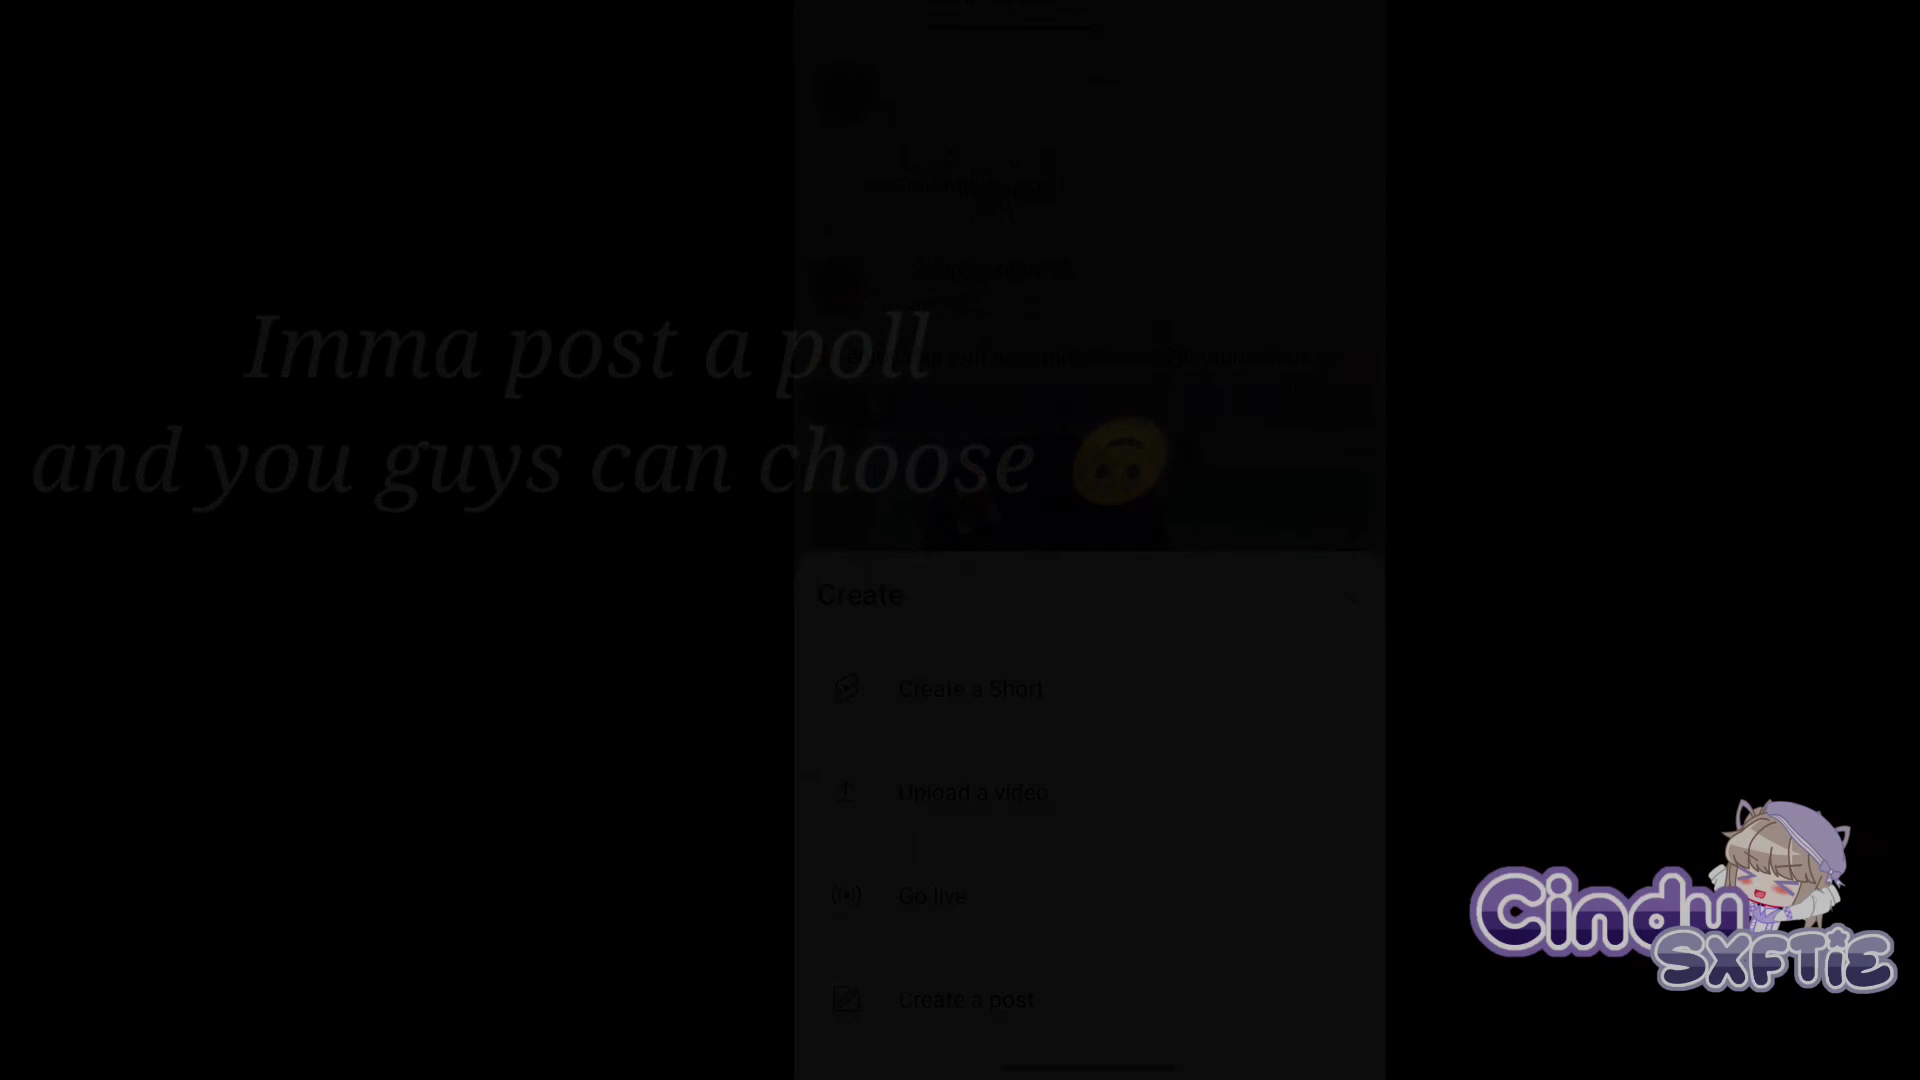 Imma post a poll
and you guys can choose
Create
Create a Short
Upload a video
Go live
Create a post
Cindy
SXFTiE